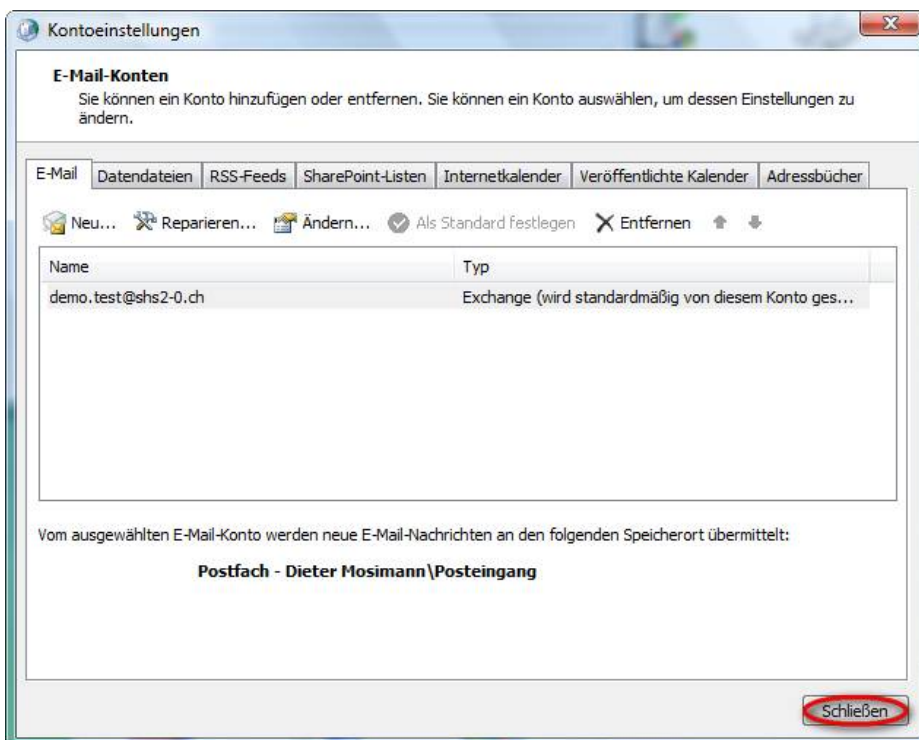 Kontoeinstellungen
E-Mail-Konten
Sie können ein Konto hinzufügen oder entfernen. Sie können ein Konto auswählen, um dessen Einstellungen zu
ändern.
E-Mail Datendateien RSS-Feeds SharePoint-Listen Internetkalender Veröffentlichte Kalender Adressbücher
Neu... Reparieren... Ändern... Als Standard festlegen Entfernen
Name Typ
demo.test@shs2-0.ch Exchange (wird standardmäßig von diesem Konto ges...
Vom ausgewählten E-Mail-Konto werden neue E-Mail-Nachrichten an den folgenden Speicherort übermittelt:
Postfach - Dieter Mosimann\Posteingang
Schließen